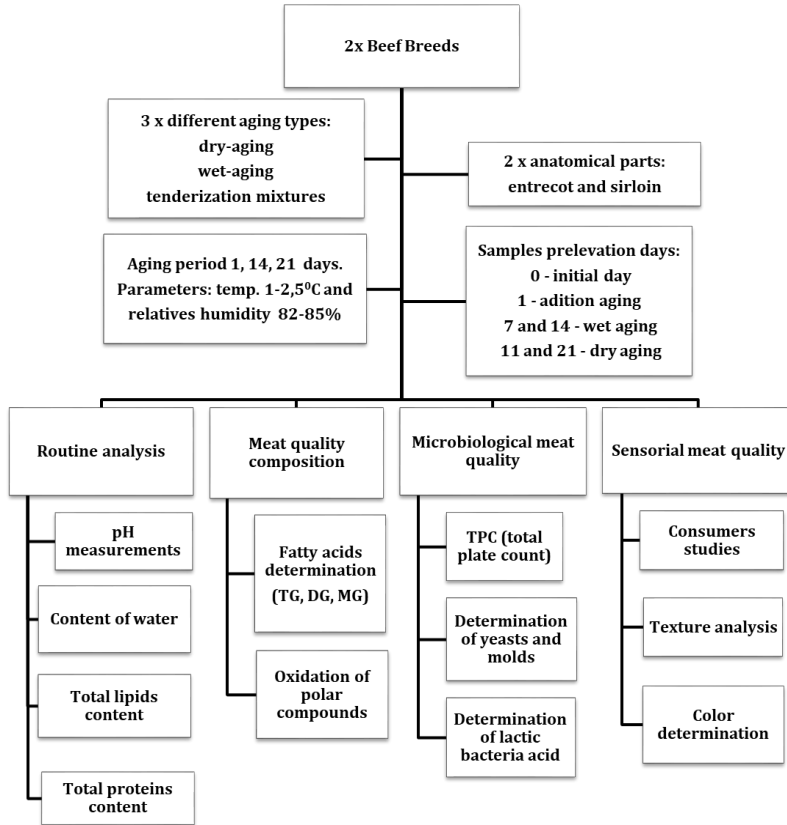 2x Beef Breeds
3 x different aging types:
dry-aging
wet-aging
tenderization mixtures
2 x anatomical parts:
entrecot and sirloin
Aging period 1, 14, 21 days.
Parameters: temp. 1-2,5⁰C and
relatives humidity 82-85%
Samples prelevation days:
0 - initial day
1 - adition aging
7 and 14 - wet aging
11 and 21 - dry aging
Routine analysis
pH
measurements
Content of water
Total lipids
content
Total proteins
content
Meat quality
composition
Fatty acids
determination
(TG, DG, MG)
Oxidation of
polar
compounds
Microbiological meat
quality
TPC (total
plate count)
Determination
of yeasts and
molds
Determination
of lactic
bacteria acid
Sensorial meat quality
Consumers
studies
Texture analysis
Color
determination